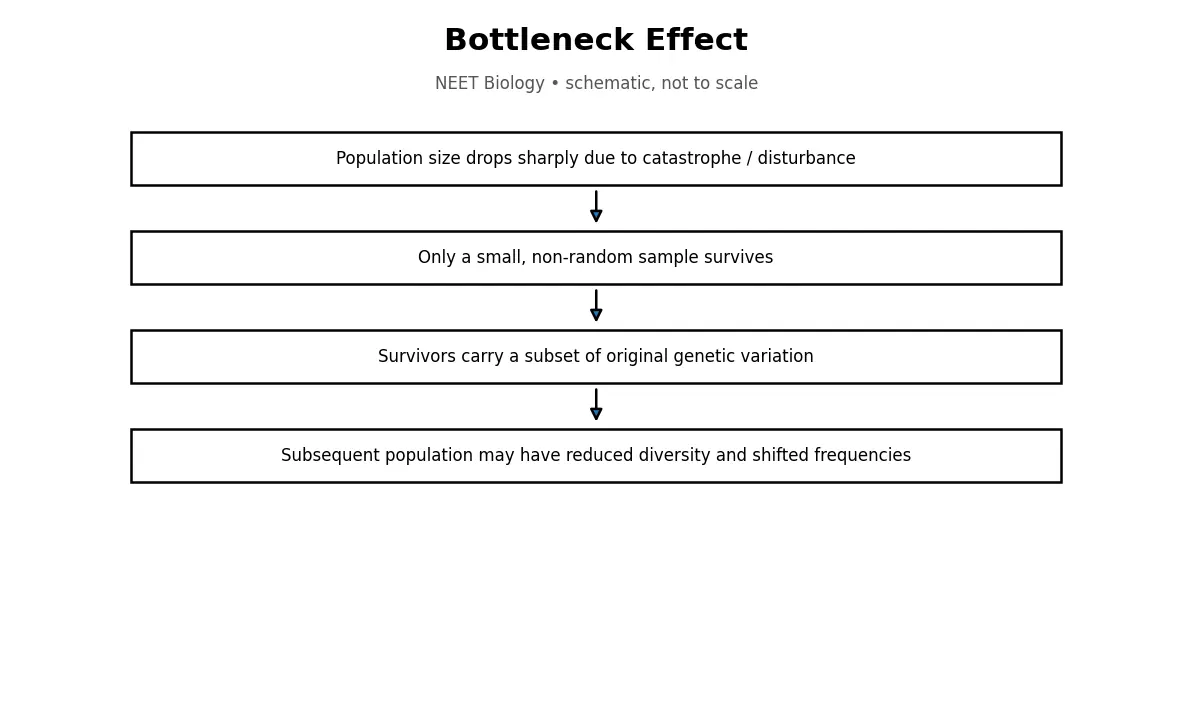 Bottleneck Effect
NEET Biology • schematic, not to scale
Population size drops sharply due to catastrophe / disturbance
Only a small, non-random sample survives
Survivors carry a subset of original genetic variation
Subsequent population may have reduced diversity and shifted frequencies